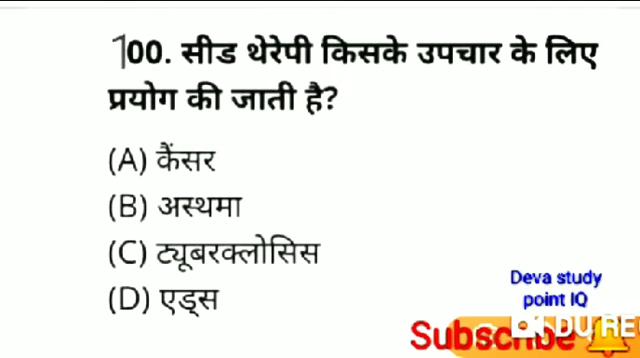 100. सीड थेरेपी किसके उपचार के लिए
प्रयोग की जाती है?
(A) कैंसर
(B) अस्थमा
(C) ट्यूबरक्लोसिस
(D) एड्स
Deva study
point IQ
Subscribe